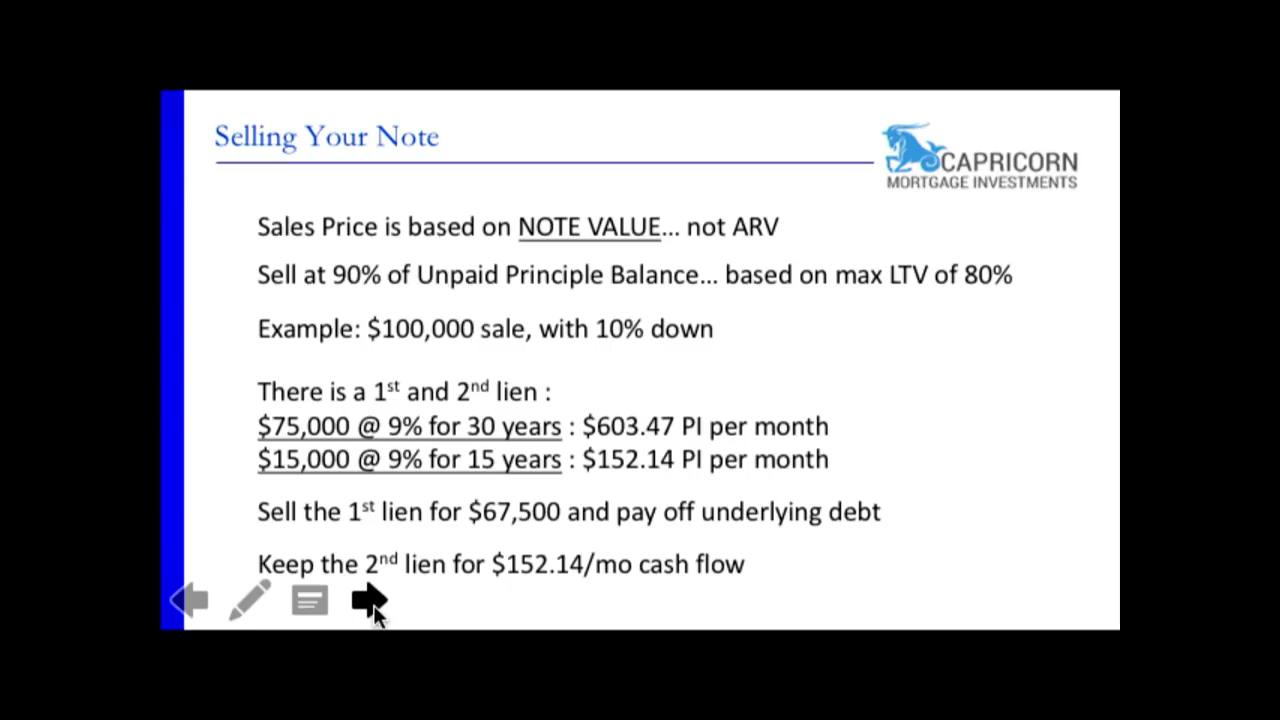 Selling Your Note
CAPRICORN
MORTGAGE INVESTMENTS
Sales Price is based on NOTE VALUE... not ARV
Sell at 90% of Unpaid Principle Balance... based on max LTV of 80%
Example: $100,000 sale, with 10% down
There is a 1st and 2nd lien :
$75,000 @ 9% for 30 years : $603.47 PI per month
$15,000 @ 9% for 15 years : $152.14 PI per month
Sell the 1st lien for $67,500 and pay off underlying debt
Keep the 2nd lien for $152.14/mo cash flow